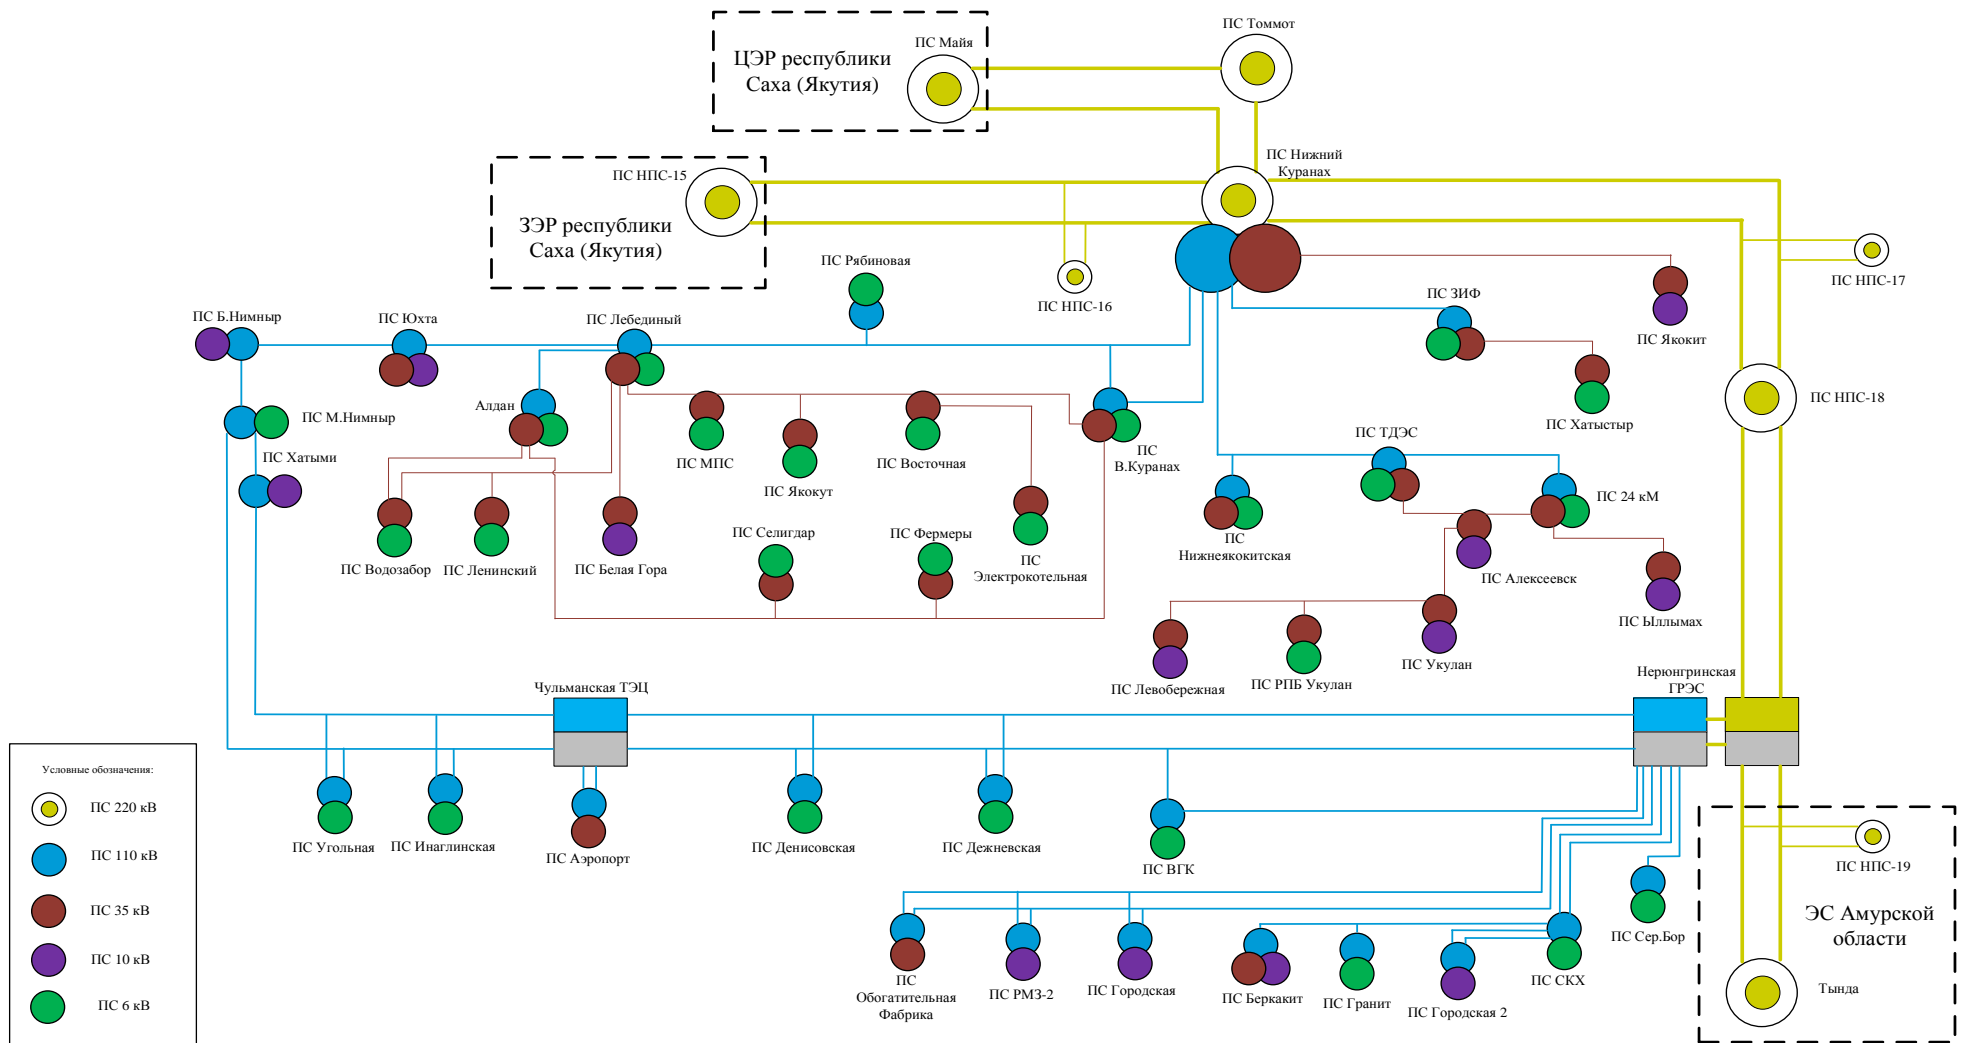 ПС Томмот
ПС Майя
ЦЭР республики
Саха (Якутия)
ПС Нижний
Куранах
ПС НПС-15
ЗЭР республики
Саха (Якутия)
ПС Рябиновая
ПС НПС-16
ПС НПС-17
ПС ЗИФ
ПС Якокит
ПС Б.Нимныр
ПС Юхта
ПС Лебединый
Алдан
ПС М.Нимныр
ПС Хатыми
ПС МПС
ПС Якокут
ПС Восточная
ПС
В.Куранах
ПС Хатыстыр
ПС НПС-18
ПС ТДЭС
ПС 24 кМ
ПС
Нижнеякокитская
ПС Водозабор
ПС Ленинский
ПС Белая Гора
ПС Селигдар
ПС Фермеры
ПС
Электрокотельная
ПС Алексеевск
ПС Ыллымах
ПС Левобережная
ПС РПБ Укулан
ПС Укулан
Чульманская ТЭЦ
Нерюнгринская
ГРЭС
ПС Угольная
ПС Инаглинская
ПС Аэропорт
ПС Денисовская
ПС Дежневская
ПС ВГК
ПС НПС-19
ПС Сер.Бор
ЭС Амурской
области
ПС
Обогатительная
Фабрика
ПС РМЗ-2
ПС Городская
ПС Беркакит
ПС Гранит
ПС Городская 2
ПС СКХ
Тында
Условные обозначения:
ПС 220 кВ
ПС 110 кВ
ПС 35 кВ
ПС 10 кВ
ПС 6 кВ